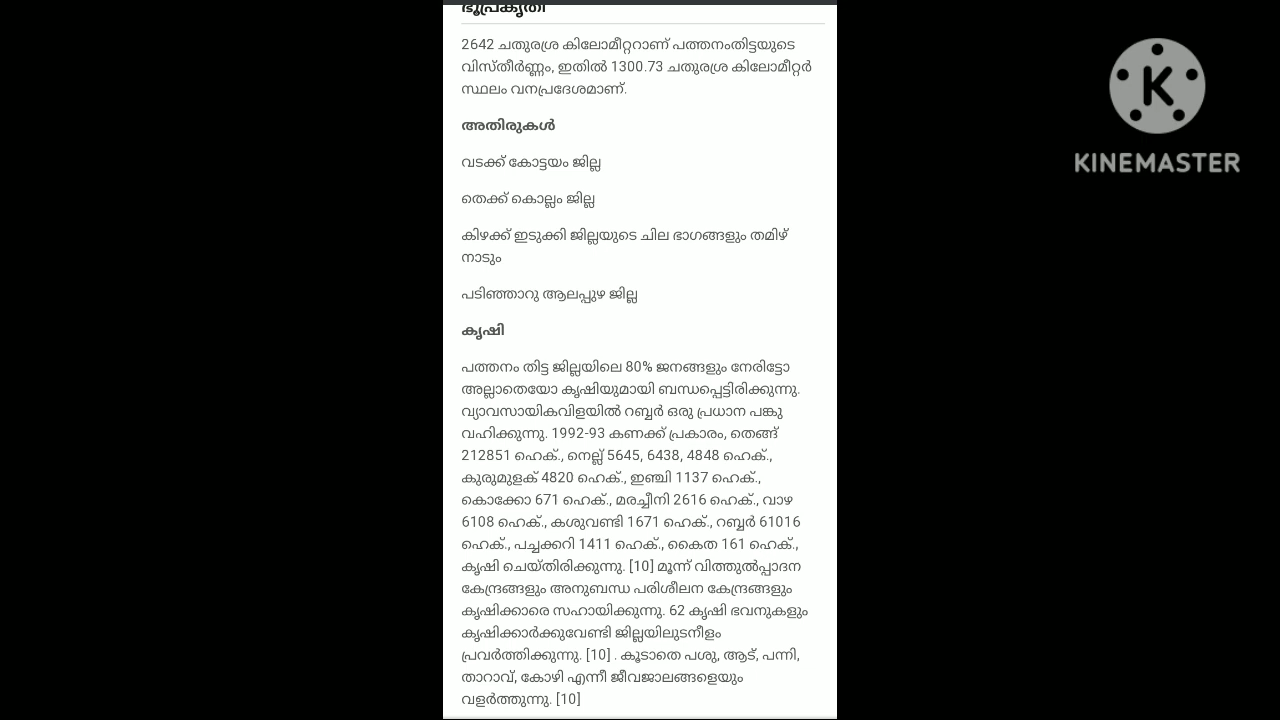 ഭൂപ്രകൃതി
2642 ചതുരശ്ര കിലോമീറ്ററാണ് പത്തനംതിട്ടയുടെ
വിസ്തീർണ്ണം, ഇതിൽ 1300.73 ചതുരശ്ര കിലോമീറ്റർ
സ്ഥലം വനപ്രദേശമാണ്.
അതിരുകൾ
വടക്ക് കോട്ടയം ജില്ല
തെക്ക് കൊല്ലം ജില്ല
കിഴക്ക് ഇടുക്കി ജില്ലയുടെ ചില ഭാഗങ്ങളും തമിഴ്
നാടും
പടിഞ്ഞാറു ആലപ്പുഴ ജില്ല
കൃഷി
പത്തനം തിട്ട ജില്ലയിലെ 80% ജനങ്ങളും നേരിട്ടോ
അല്ലാതെയോ കൃഷിയുമായി ബന്ധപ്പെട്ടിരിക്കുന്നു.
വ്യാവസായികവിളയിൽ റബ്ബർ ഒരു പ്രധാന പങ്കു
വഹിക്കുന്നു. 1992-93 കണക്ക് പ്രകാരം, തെങ്ങ്
212851 ഹെക്., നെല്ല് 5645, 6438, 4848 ഹെക്.,
കുരുമുളക് 4820 ഹെക്., ഇഞ്ചി 1137 ഹെക്.,
കൊക്കോ 671 ഹെക്., മരച്ചീനി 2616 ഹെക്., വാഴ
6108 ഹെക്., കശുവണ്ടി 1671 ഹെക്., റബ്ബർ 61016
ഹെക്., പച്ചക്കറി 1411 ഹെക്., കൈത 161 ഹെക്.,
കൃഷി ചെയ്തിരിക്കുന്നു. [10] മൂന്ന് വിത്തുൽപ്പാദന
കേന്ദ്രങ്ങളും അനുബന്ധ പരിശീലന കേന്ദ്രങ്ങളും
കൃഷിക്കാരെ സഹായിക്കുന്നു. 62 കൃഷി ഭവനുകളും
കൃഷിക്കാർക്കുവേണ്ടി ജില്ലയിലുടനീളം
പ്രവർത്തിക്കുന്നു. [10] . കൂടാതെ പശു, ആട്, പന്നി,
താറാവ്, കോഴി എന്നീ ജീവജാലങ്ങളെയും
വളർത്തുന്നു. [10]
K
KINEMASTER